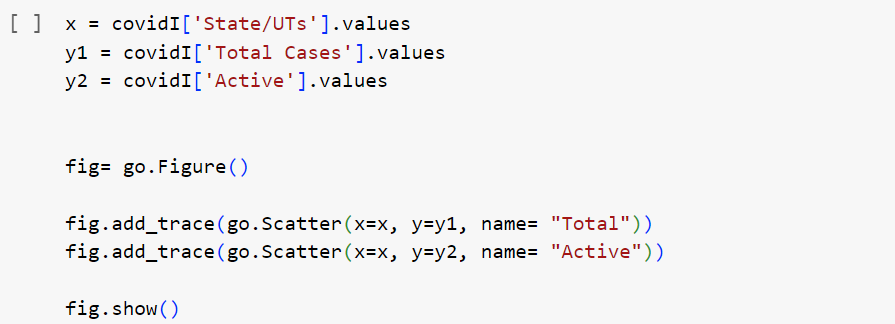 [ ] x = covidI['State/UTs'].values
y1 = covidI['Total Cases'].values
y2 = covidI['Active'].values
fig= go.Figure()
fig.add_trace(go.Scatter(x=x, y=y1, name= "Total"))
fig.add_trace(go.Scatter(x=x, y=y2, name= "Active"))
fig.show()